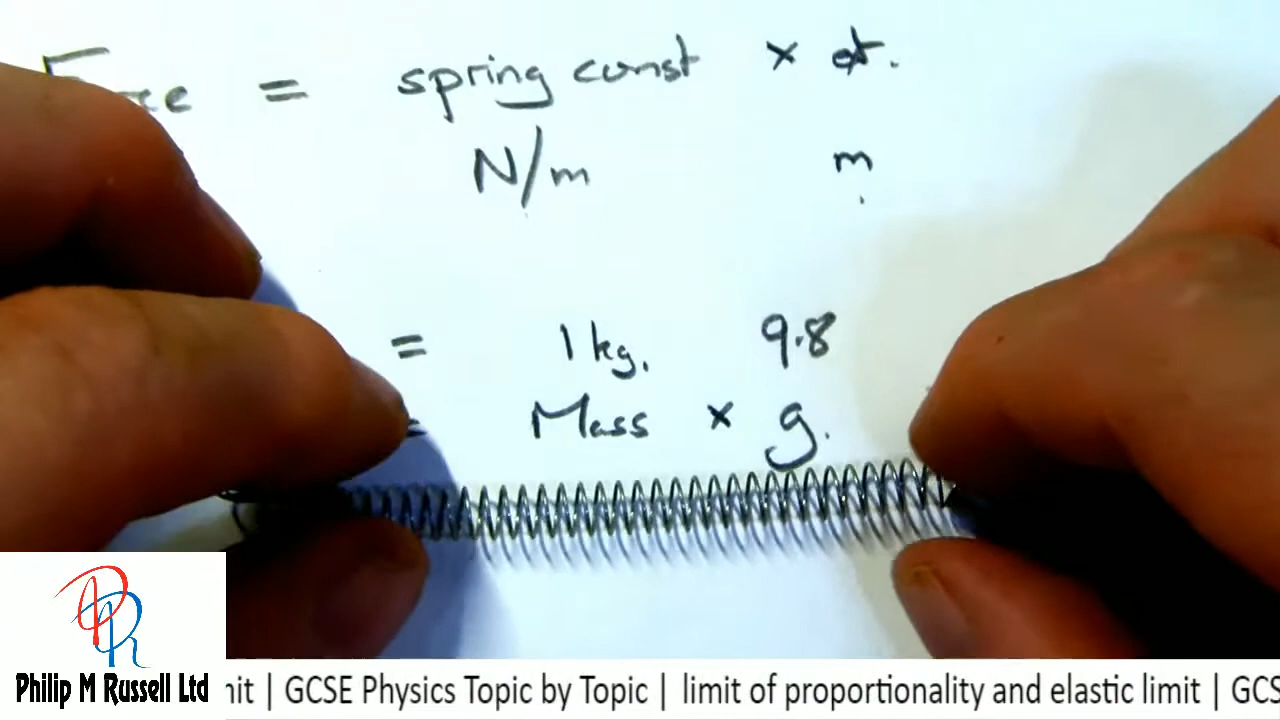 = spring const × ext.
N/m m
= 1 kg. 9.8
= Mass × g.
Philip M Russell Ltd
nit | GCSE Physics Topic by Topic | limit of proportionality and elastic limit | GCS